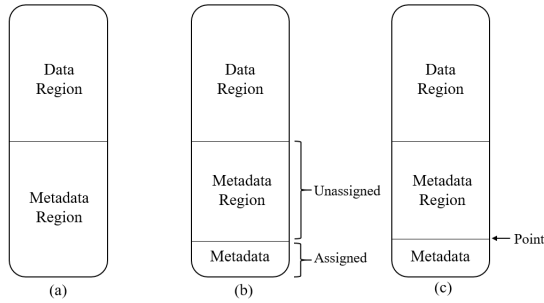 Data
Region
Metadata
Region
(a)
Data
Region
Metadata
Region
Metadata
Unassigned
Assigned
(b)
Data
Region
Metadata
Region
Metadata
Point
(c)